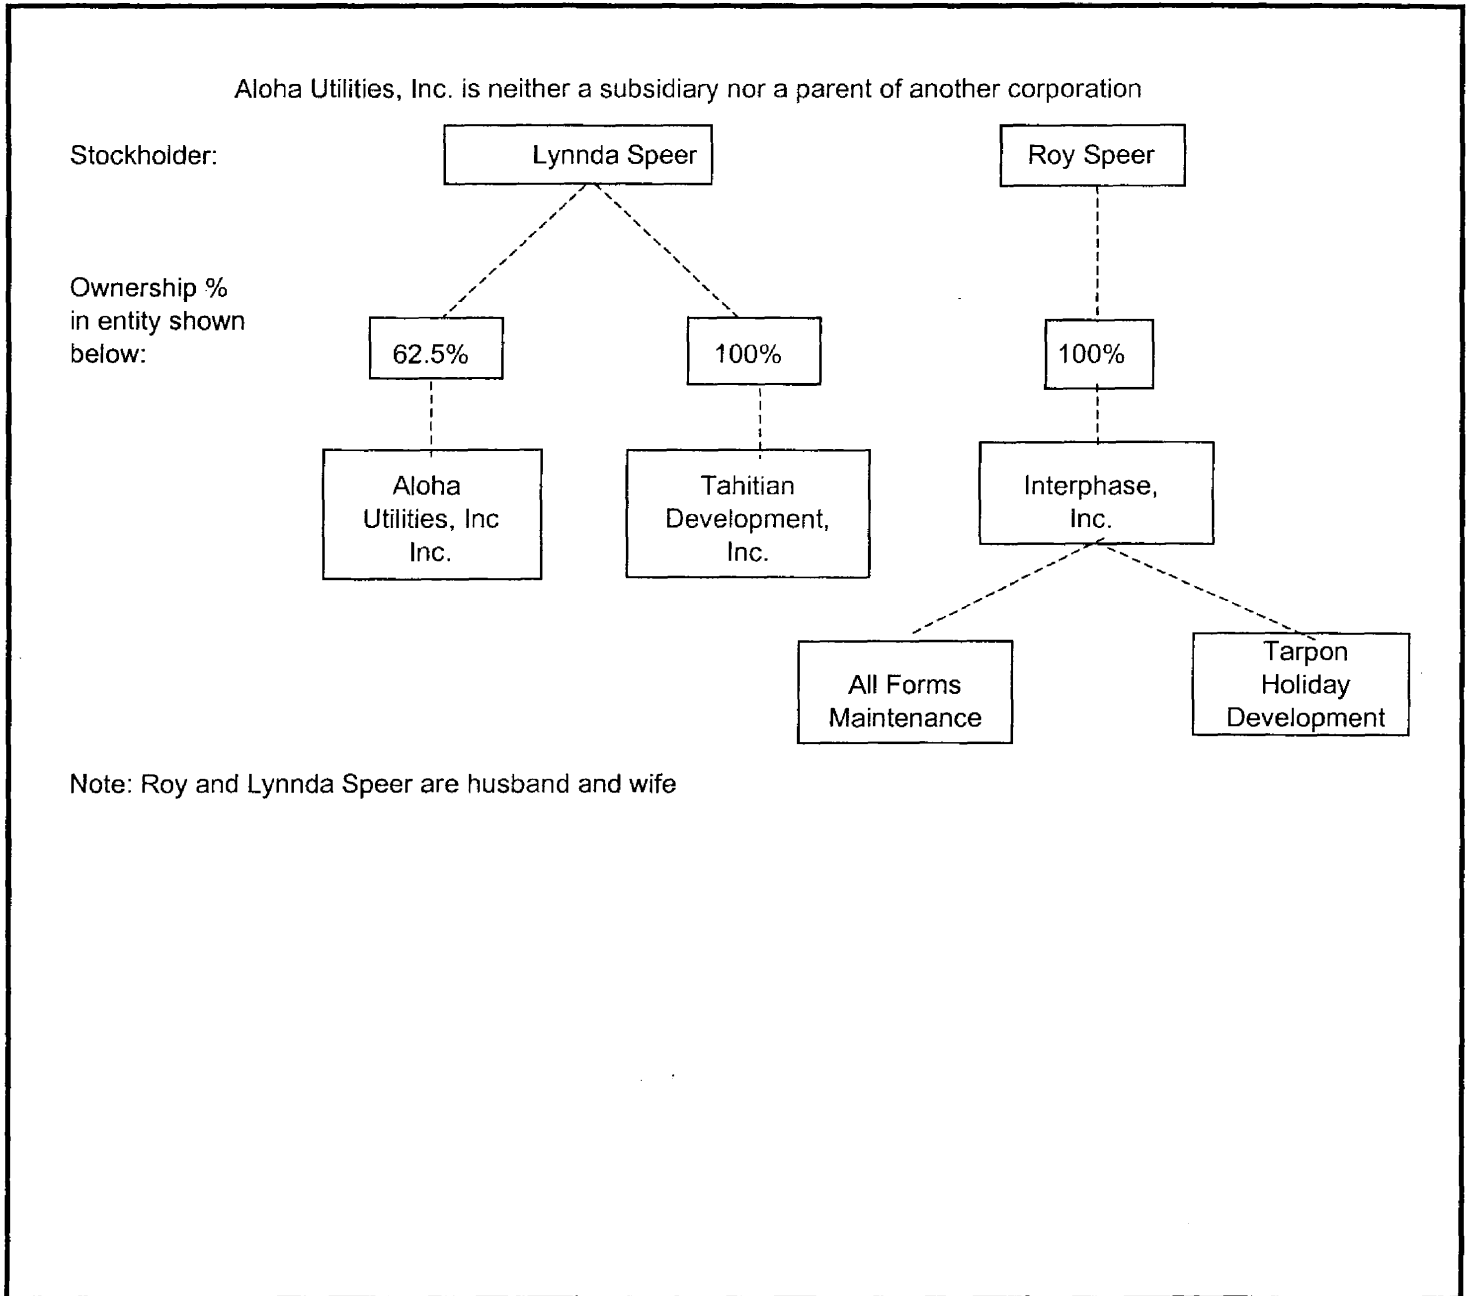 Aloha Utilities, Inc. is neither a subsidiary nor a parent of another corporation
Stockholder:
Lynnda Speer
Roy Speer
Ownership %
in entity shown
below:
62.5%
100%
100%
Aloha
Utilities, Inc
Inc.
Tahitian
Development,
Inc.
Interphase,
Inc.
All Forms
Maintenance
Tarpon
Holiday
Development
Note: Roy and Lynnda Speer are husband and wife